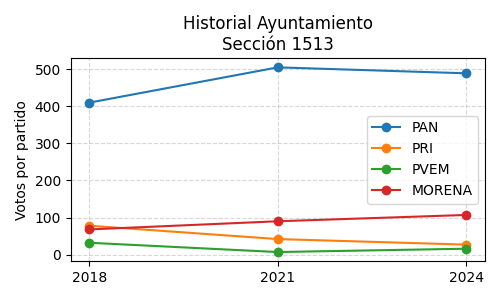 Historial Ayuntamiento
Sección 1513
Votos por partido
500
400
300
200
100
0
2018
2021
2024
PAN
PRI
PVEM
MORENA